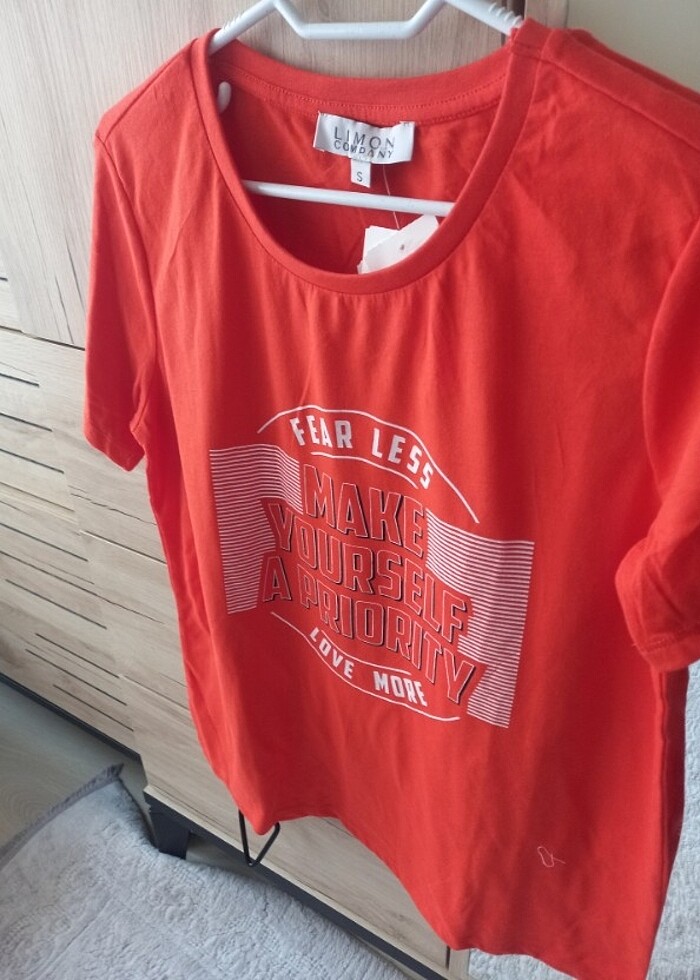 LIMON
COMPANY
S
FEAR LESS
MAKE
YOURSELF
A PRIORITY
LOVE MORE